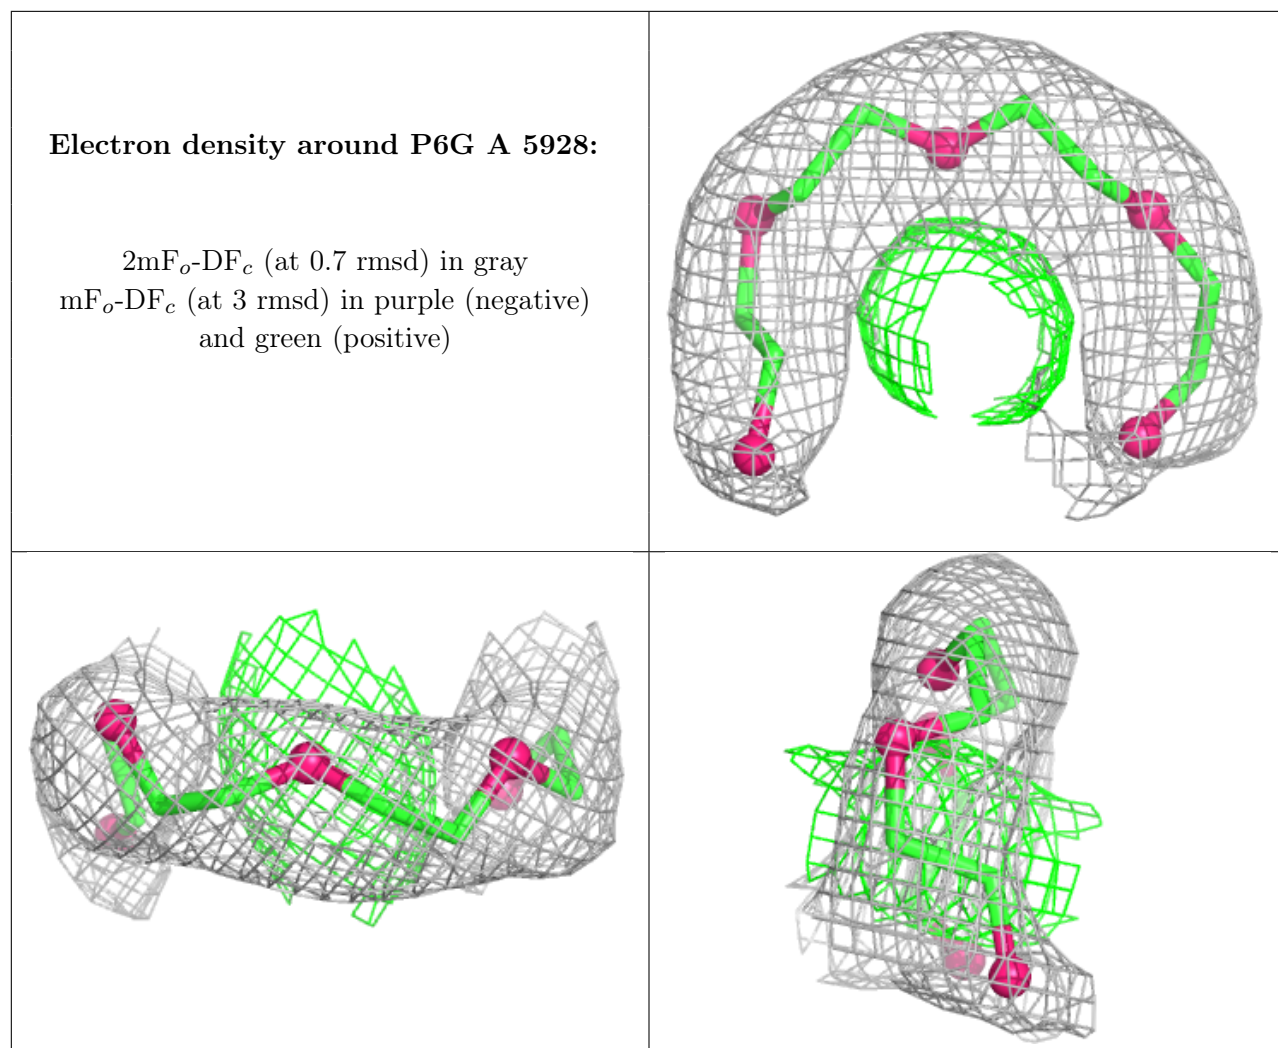 Electron density around P6G A 5928:
2mFo-DFc (at 0.7 rmsd) in gray
mFo-DFc (at 3 rmsd) in purple (negative)
and green (positive)